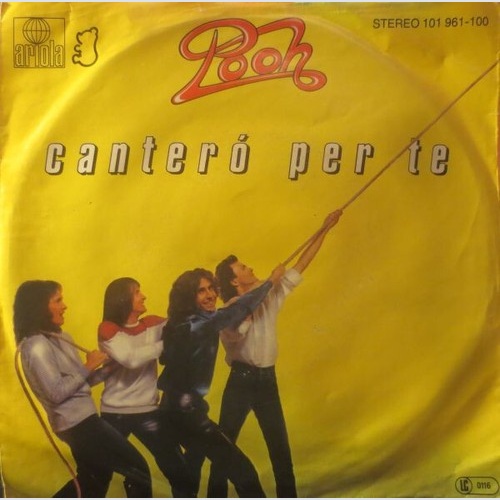 ariola
STEREO 101 961-100
Pooh
canteró per te
LC 0116